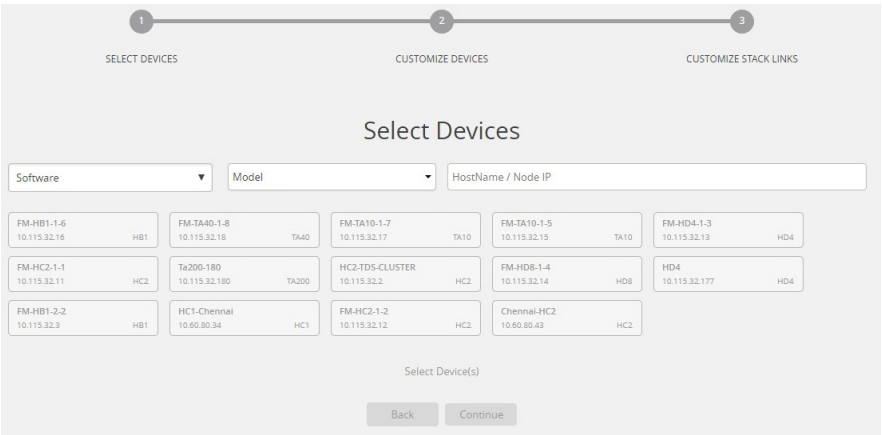 1 2 3
SELECT DEVICES CUSTOMIZE DEVICES CUSTOMIZE STACK LINKS
Select Devices
Software Model HostName / Node IP
FM-HB1-1-6 FM-TA40-1-8 FM-TA10-1-7 FM-TA10-1-5 FM-HD4-1-3
10.115.32.16 HB1 10.115.32.18 TA40 10.115.32.17 TA10 10.115.32.15 TA10 10.115.32.13 HD4
FM-HC2-1-1 Ta200-180 HC2-TDS-CLUSTER FM-HD8-1-4 HD4
10.115.32.11 HC2 10.115.32.180 TA200 10.115.32.2 HC2 10.115.32.14 HD8 10.115.32.177 HD4
FM-HB1-2-2 HC1-Chennai FM-HC2-1-2 Chennai-HC2
10.115.32.3 HB1 10.60.80.34 HC1 10.115.32.12 HC2 10.60.80.43 HC2
Select Device(s)
Back Continue